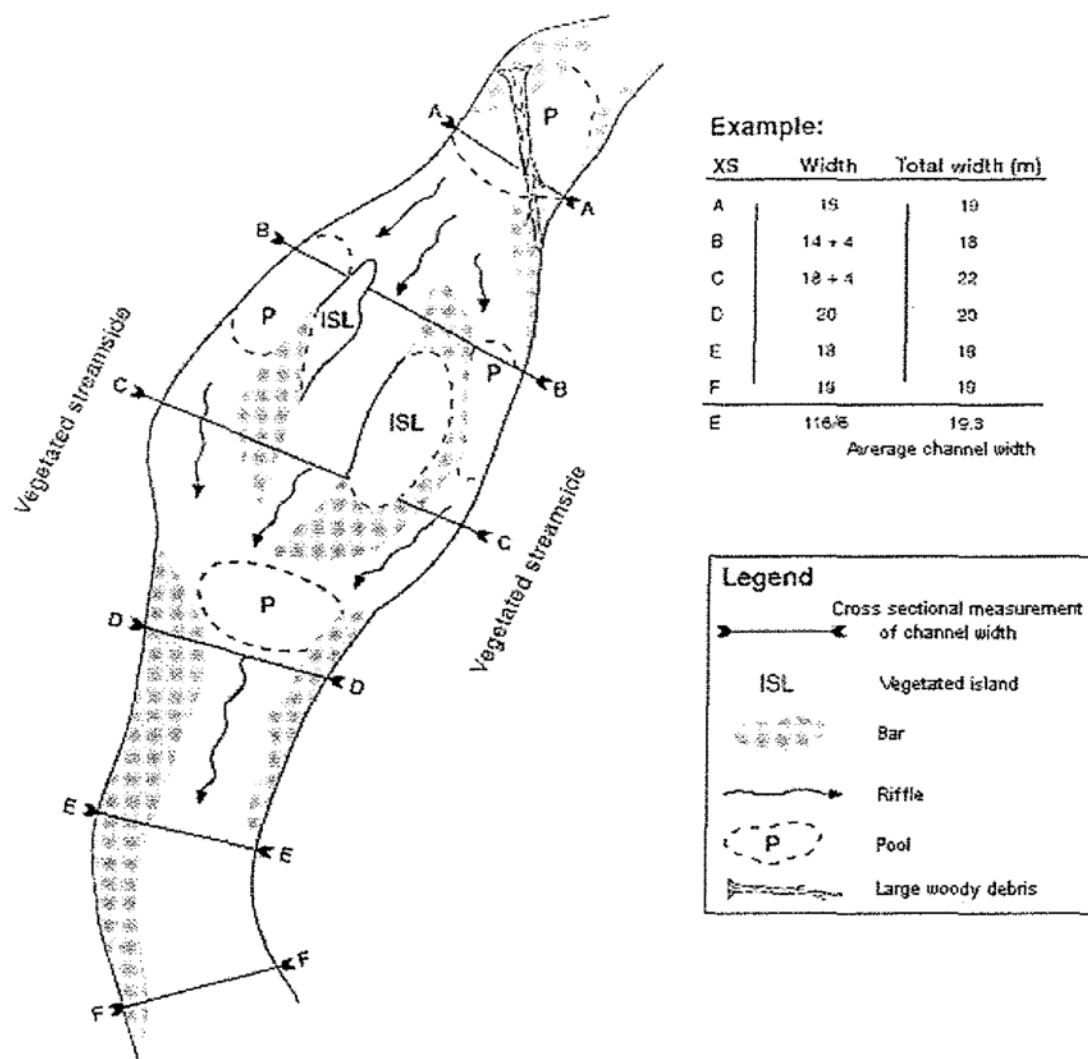 A
P
A
B
P
ISL
P
B
C
ISL
C
Vegetated streamside
Vegetated streamside
P
D
D
E
E
F
F
Example:
XS Width Total width (m)
A 19 19
B 14 + 4 18
C 18 + 4 22
D 20 20
E 18 18
F 19 19
E 116/6 19.3
Average channel width
Legend
Cross sectional measurement
of channel width
ISL Vegetated island
Bar
Riffle
P Pool
Large woody debris